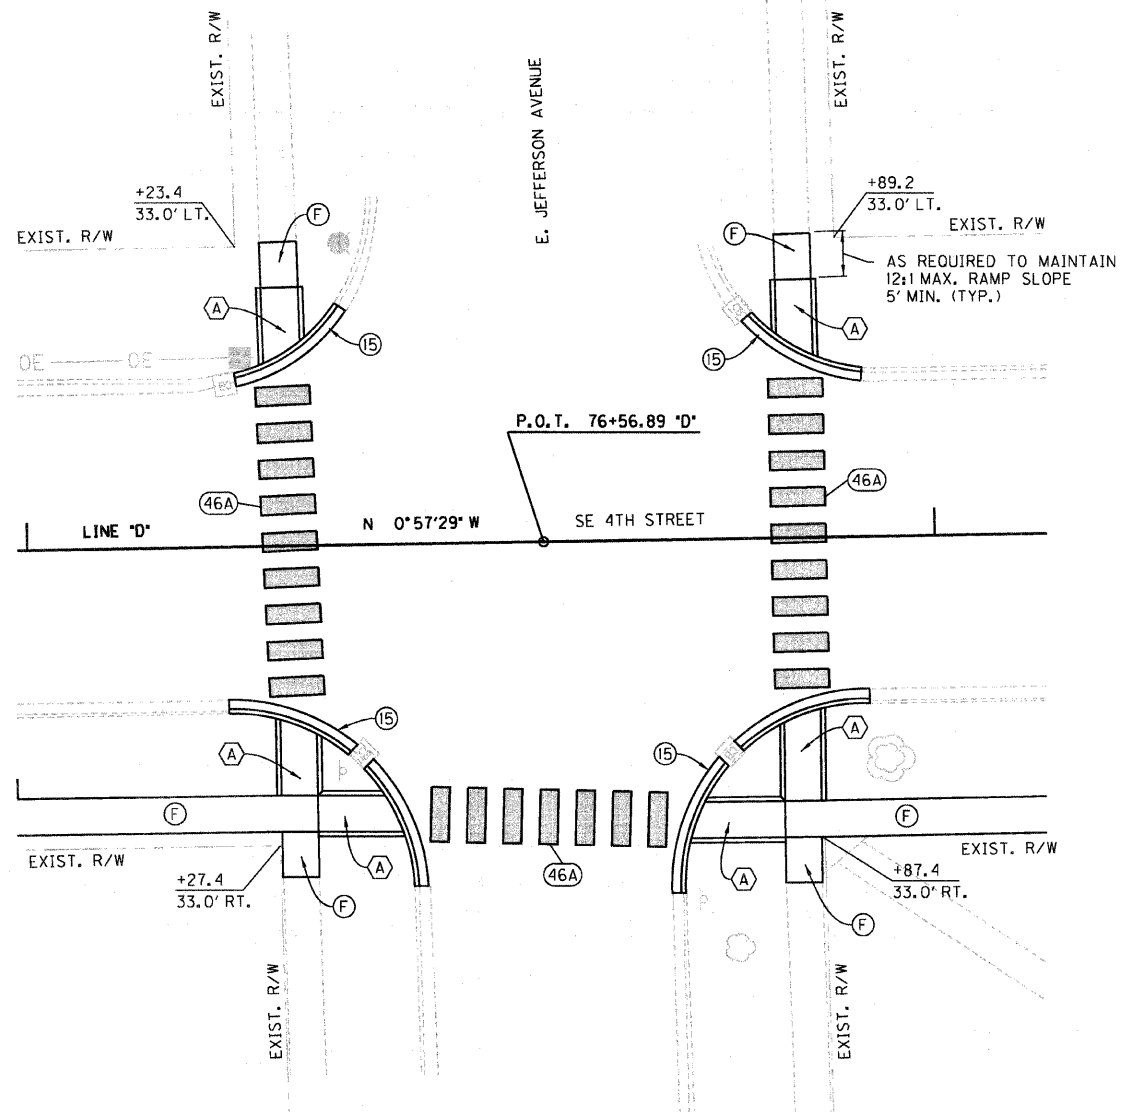 EXIST. R/W
E. JEFFERSON AVENUE
EXIST. R/W
+23.4
33.0' LT.
+89.2
33.0' LT.
F
EXIST. R/W
F
EXIST. R/W
AS REQUIRED TO MAINTAIN
12:1 MAX. RAMP SLOPE
5' MIN. (TYP.)
A
A
15
15
OE OE
P.O.T. 76+56.89 "D"
46A
46A
LINE "D"
N 0°57'29" W
SE 4TH STREET
15
A
A
15
F
F
EXIST. R/W
EXIST. R/W
A
46A
A
+27.4
33.0' RT.
+87.4
33.0' RT.
F
F
EXIST. R/W
EXIST. R/W